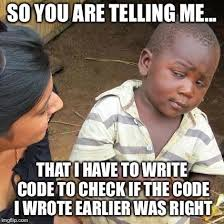 SO YOU ARE TELLING ME...
THAT I HAVE TO WRITE
CODE TO CHECK IF THE CODE
I WROTE EARLIER WAS RIGHT
imgflip.com